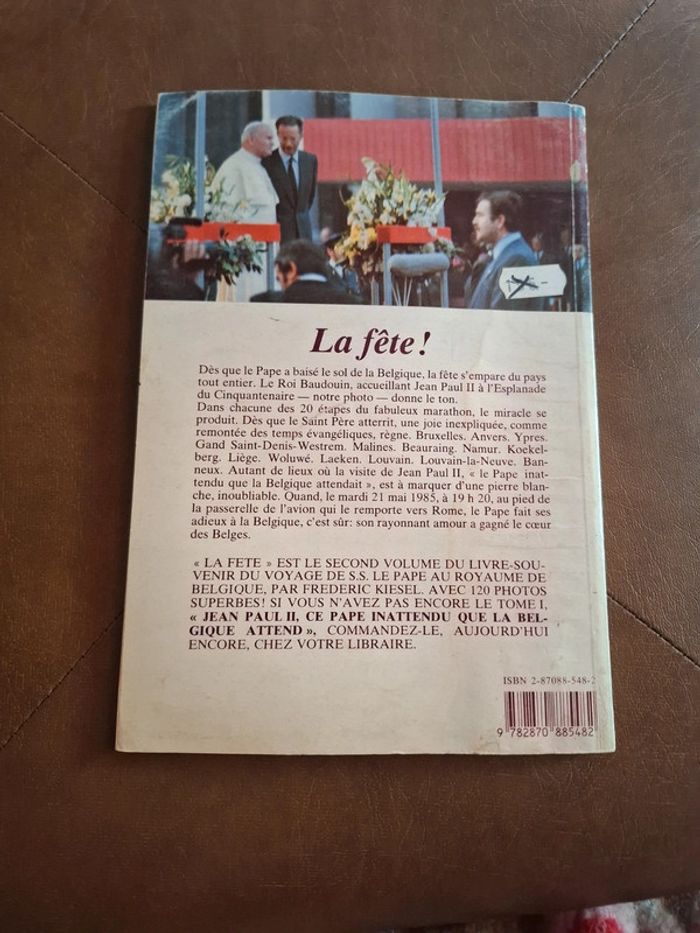 La fête!
Dès que le Pape a baisé le sol de la Belgique, la fête s'empare du pays
tout entier. Le Roi Baudouin, accueillant Jean Paul II à l'Esplanade
du Cinquantenaire — notre photo — donne le ton.
Dans chacune des 20 étapes du fabuleux marathon, le miracle se
produit. Dès que le Saint Père atterrit, une joie inexpliquée, comme
remontée des temps évangéliques, règne. Bruxelles. Anvers. Ypres.
Gand Saint-Denis-Westrem. Malines. Beauraing. Namur. Koekel-
berg. Liège. Woluwé. Laeken. Louvain. Louvain-la-Neuve. Ban-
neux. Autant de lieux où la visite de Jean Paul II, « le Pape inat-
tendu que la Belgique attendait », est à marquer d'une pierre blan-
che, inoubliable. Quand, le mardi 21 mai 1985, à 19 h 20, au pied de
la passerelle de l'avion qui le remporte vers Rome, le Pape fait ses
adieux à la Belgique, c'est sûr: son rayonnant amour a gagné le cœur
des Belges.
« LA FETE » EST LE SECOND VOLUME DU LIVRE-SOU-
VENIR DU VOYAGE DE S.S. LE PAPE AU ROYAUME DE
BELGIQUE, PAR FREDERIC KIESEL. AVEC 120 PHOTOS
SUPERBES! SI VOUS N'AVEZ PAS ENCORE LE TOME I,
« JEAN PAUL II, CE PAPE INATTENDU QUE LA BEL-
GIQUE ATTEND », COMMANDEZ-LE, AUJOURD'HUI
ENCORE, CHEZ VOTRE LIBRAIRE.
ISBN 2-87088-548-2
9 782870 885482